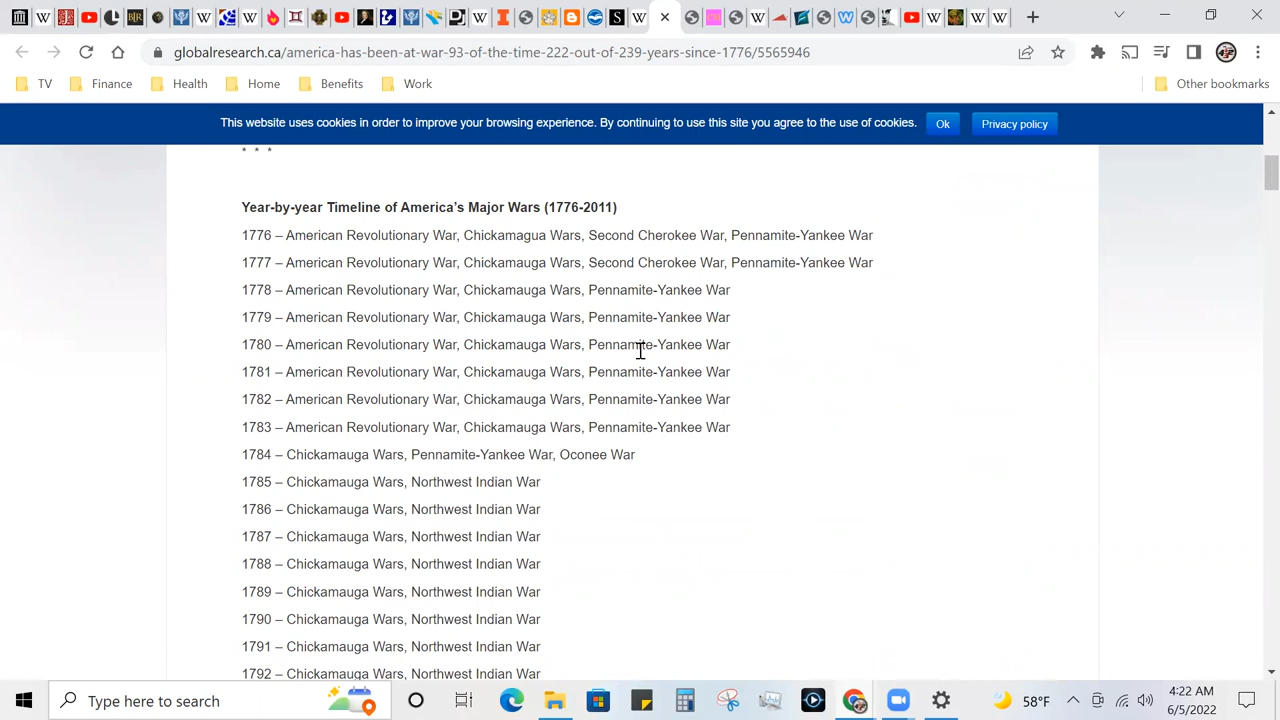 globalresearch.ca/america-has-been-at-war-93-of-the-time-222-out-of-239-years-since-1776/5565946
TV Finance Health Home Benefits Work Other bookmarks
This website uses cookies in order to improve your browsing experience. By continuing to use this site you agree to the use of cookies. Ok Privacy policy
* * *
Year-by-year Timeline of America's Major Wars (1776-2011)
1776 – American Revolutionary War, Chickamagua Wars, Second Cherokee War, Pennamite-Yankee War
1777 – American Revolutionary War, Chickamauga Wars, Second Cherokee War, Pennamite-Yankee War
1778 – American Revolutionary War, Chickamauga Wars, Pennamite-Yankee War
1779 – American Revolutionary War, Chickamauga Wars, Pennamite-Yankee War
1780 – American Revolutionary War, Chickamauga Wars, Pennamite-Yankee War
1781 – American Revolutionary War, Chickamauga Wars, Pennamite-Yankee War
1782 – American Revolutionary War, Chickamauga Wars, Pennamite-Yankee War
1783 – American Revolutionary War, Chickamauga Wars, Pennamite-Yankee War
1784 – Chickamauga Wars, Pennamite-Yankee War, Oconee War
1785 – Chickamauga Wars, Northwest Indian War
1786 – Chickamauga Wars, Northwest Indian War
1787 – Chickamauga Wars, Northwest Indian War
1788 – Chickamauga Wars, Northwest Indian War
1789 – Chickamauga Wars, Northwest Indian War
1790 – Chickamauga Wars, Northwest Indian War
1791 – Chickamauga Wars, Northwest Indian War
1792 – Chickamauga Wars, Northwest Indian War
Type here to search 58°F 4:22 AM
6/5/2022